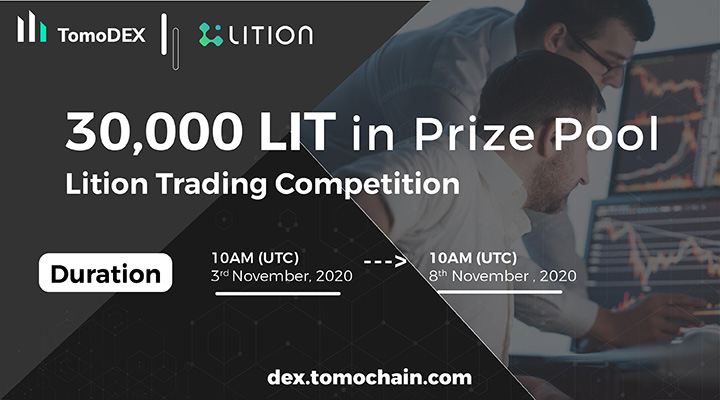 TomoDEX
LITION
30,000 LIT in Prize Pool
Lition Trading Competition
Duration
10AM (UTC)
3rd November, 2020
--->
10AM (UTC)
8th November , 2020
dex.tomochain.com